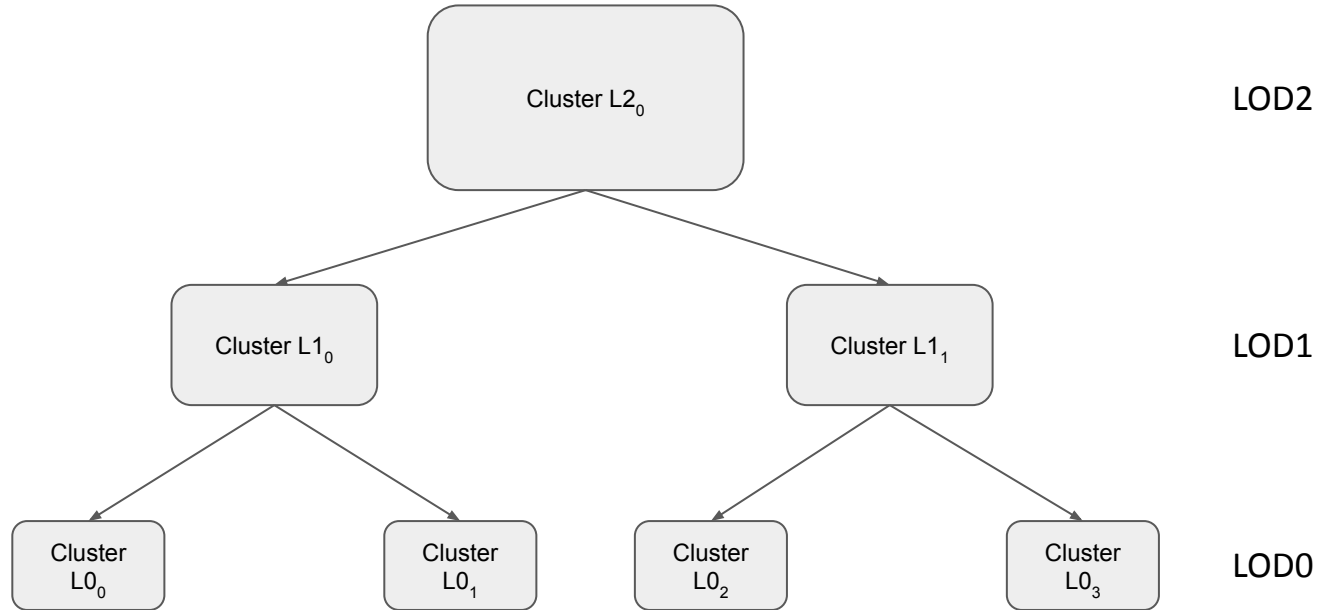 Cluster L2₀
LOD2
Cluster L1₀
Cluster L1₁
LOD1
Cluster
L0₀
Cluster
L0₁
Cluster
L0₂
Cluster
L0₃
LOD0